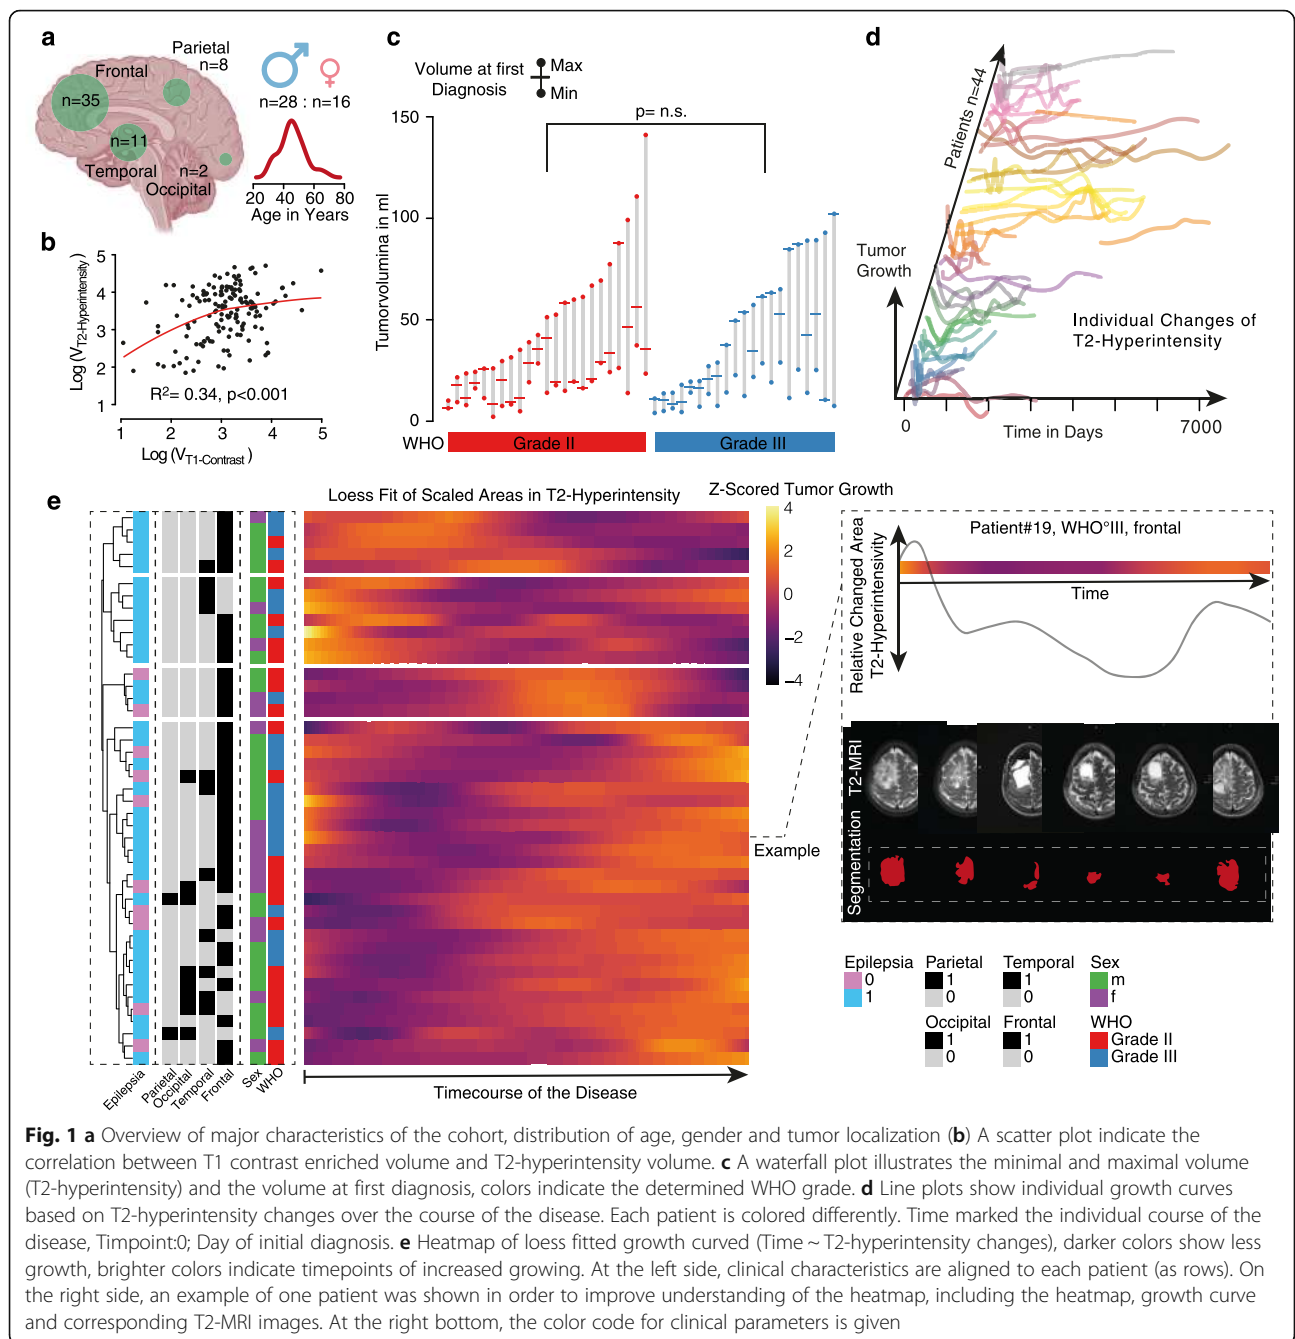 a
Parietal
n=8
Frontal
n=35
n=11
Temporal
n=2
Occipital
n=28 : n=16
20 40 60 80
Age in Years
b
5
4
3
2
1
Log (V T2-Hyperintensity)
R²= 0.34, p<0.001
1 2 3 4 5
Log (V T1-Contrast )
c
Volume at first
Diagnosis
Max
Min
p= n.s.
150
100
50
0
Tumorvolumina in ml
WHO
Grade II
Grade III
d
Patients n=44
Tumor
Growth
Individual Changes of
T2-Hyperintensity
0
Time in Days
7000
e
Loess Fit of Scaled Areas in T2-Hyperintensity
Z-Scored Tumor Growth
4
2
0
−2
−4
Epilepsia
Parietal
Occipital
Temporal
Frontal
Sex
WHO
Timecourse of the Disease
Example
Patient#19, WHO°III, frontal
Relative Changed Area
T2-Hyperintensivity
Time
T2-MRI
Segmentation
Epilepsia
0
1
Parietal
1
0
Temporal
1
0
Sex
m
f
Occipital
1
0
Frontal
1
0
WHO
Grade II
Grade III
Fig. 1 a Overview of major characteristics of the cohort, distribution of age, gender and tumor localization (b) A scatter plot indicate the
correlation between T1 contrast enriched volume and T2-hyperintensity volume. c A waterfall plot illustrates the minimal and maximal volume
(T2-hyperintensity) and the volume at first diagnosis, colors indicate the determined WHO grade. d Line plots show individual growth curves
based on T2-hyperintensity changes over the course of the disease. Each patient is colored differently. Time marked the individual course of the
disease, Timpoint:0; Day of initial diagnosis. e Heatmap of loess fitted growth curved (Time ~ T2-hyperintensity changes), darker colors show less
growth, brighter colors indicate timepoints of increased growing. At the left side, clinical characteristics are aligned to each patient (as rows). On
the right side, an example of one patient was shown in order to improve understanding of the heatmap, including the heatmap, growth curve
and corresponding T2-MRI images. At the right bottom, the color code for clinical parameters is given